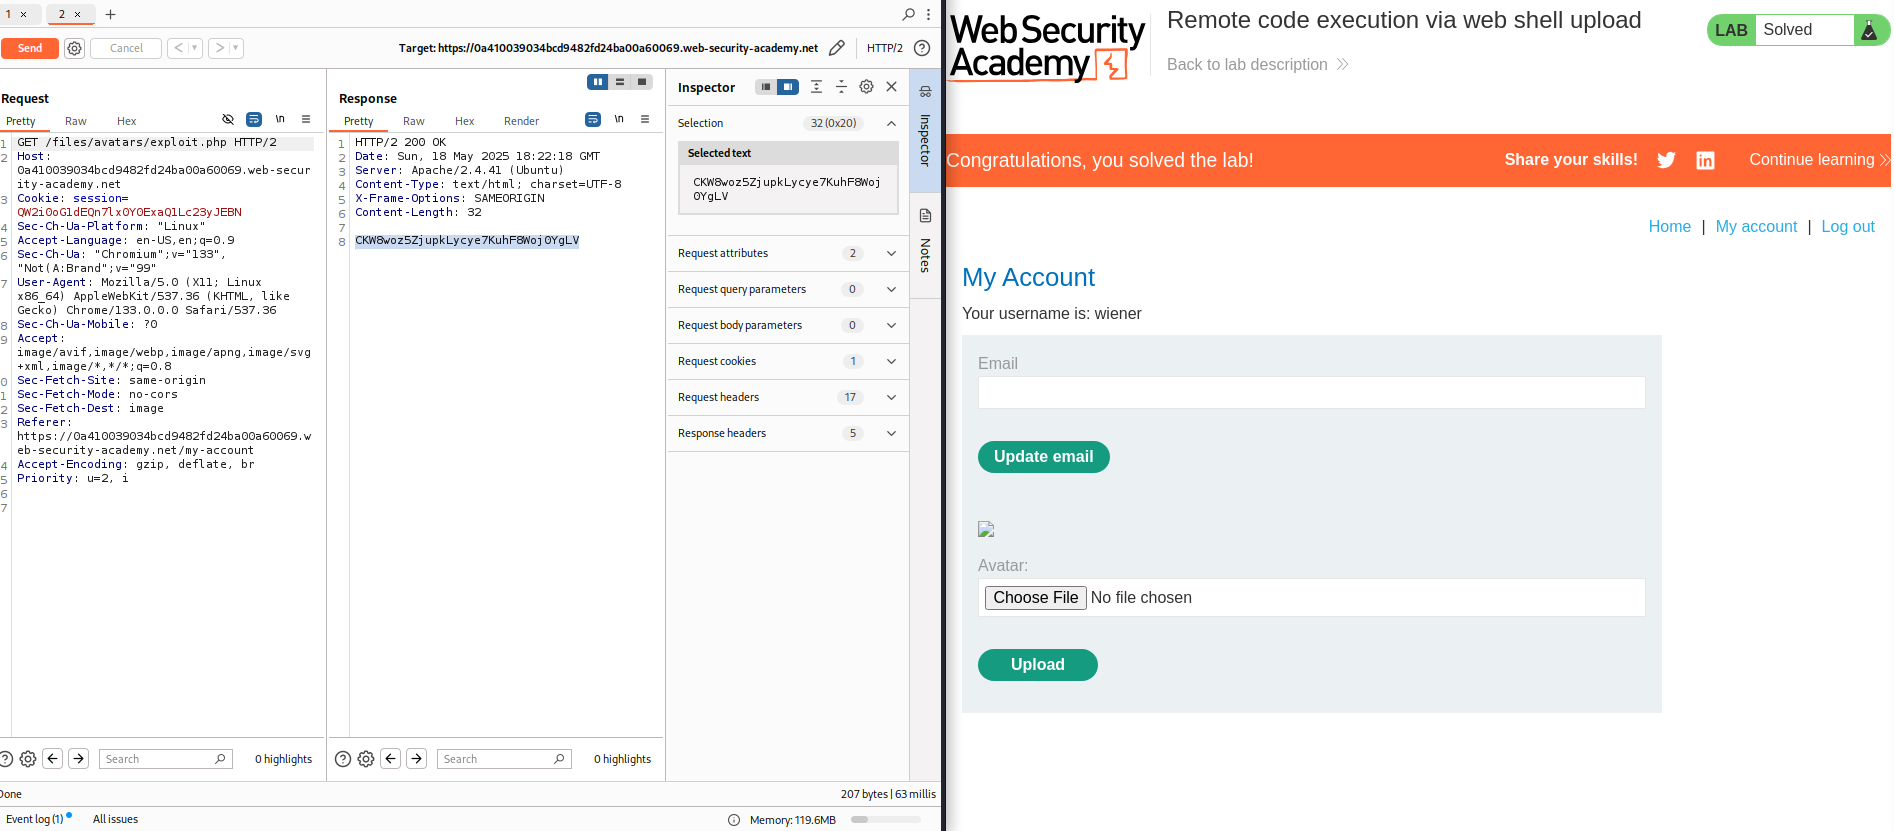 1 ×
2 ×
+
Send
Cancel
<
>
Target: https://0a410039034bcd9482fd24ba00a60069.web-security-academy.net
HTTP/2
Request
Pretty
Raw
Hex
\n
1 GET /files/avatars/exploit.php HTTP/2
2 Host:
0a410039034bcd9482fd24ba00a60069.web-secur
ity-academy.net
3 Cookie: session=
QW2iOoG1dEQn7lx0Y0ExaQ1Lc23yJEBN
4 Sec-Ch-Ua-Platform: "Linux"
5 Accept-Language: en-US,en;q=0.9
6 Sec-Ch-Ua: "Chromium";v="133",
"Not(A:Brand";v="99"
7 User-Agent: Mozilla/5.0 (X11; Linux
x86_64) AppleWebKit/537.36 (KHTML, like
Gecko) Chrome/133.0.0.0 Safari/537.36
8 Sec-Ch-Ua-Mobile: ?0
9 Accept:
image/avif,image/webp,image/apng,image/svg
+xml,image/*,*/*;q=0.8
0 Sec-Fetch-Site: same-origin
1 Sec-Fetch-Mode: no-cors
2 Sec-Fetch-Dest: image
3 Referer:
https://0a410039034bcd9482fd24ba00a60069.w
eb-security-academy.net/my-account
4 Accept-Encoding: gzip, deflate, br
5 Priority: u=2, i
6
7
Search
0 highlights
Response
Pretty
Raw
Hex
Render
\n
1 HTTP/2 200 OK
2 Date: Sun, 18 May 2025 18:22:18 GMT
3 Server: Apache/2.4.41 (Ubuntu)
4 Content-Type: text/html; charset=UTF-8
5 X-Frame-Options: SAMEORIGIN
6 Content-Length: 32
7
8 CKW8woz5ZjupkLycye7KuhF8Woj0YgLV
Search
0 highlights
Inspector
Selection
32 (0x20)
Selected text
CKW8woz5ZjupkLycye7KuhF8Woj
0YgLV
Request attributes 2
Request query parameters 0
Request body parameters 0
Request cookies 1
Request headers 17
Response headers 5
Inspector
Notes
Done
207 bytes | 63 millis
Event log (1)
All issues
Memory: 119.6MB
Web Security
Academy
Remote code execution via web shell upload
Back to lab description
LAB
Solved
Congratulations, you solved the lab!
Share your skills!
Continue learning
Home | My account | Log out
My Account
Your username is: wiener
Email
Update email
Avatar:
Choose File No file chosen
Upload